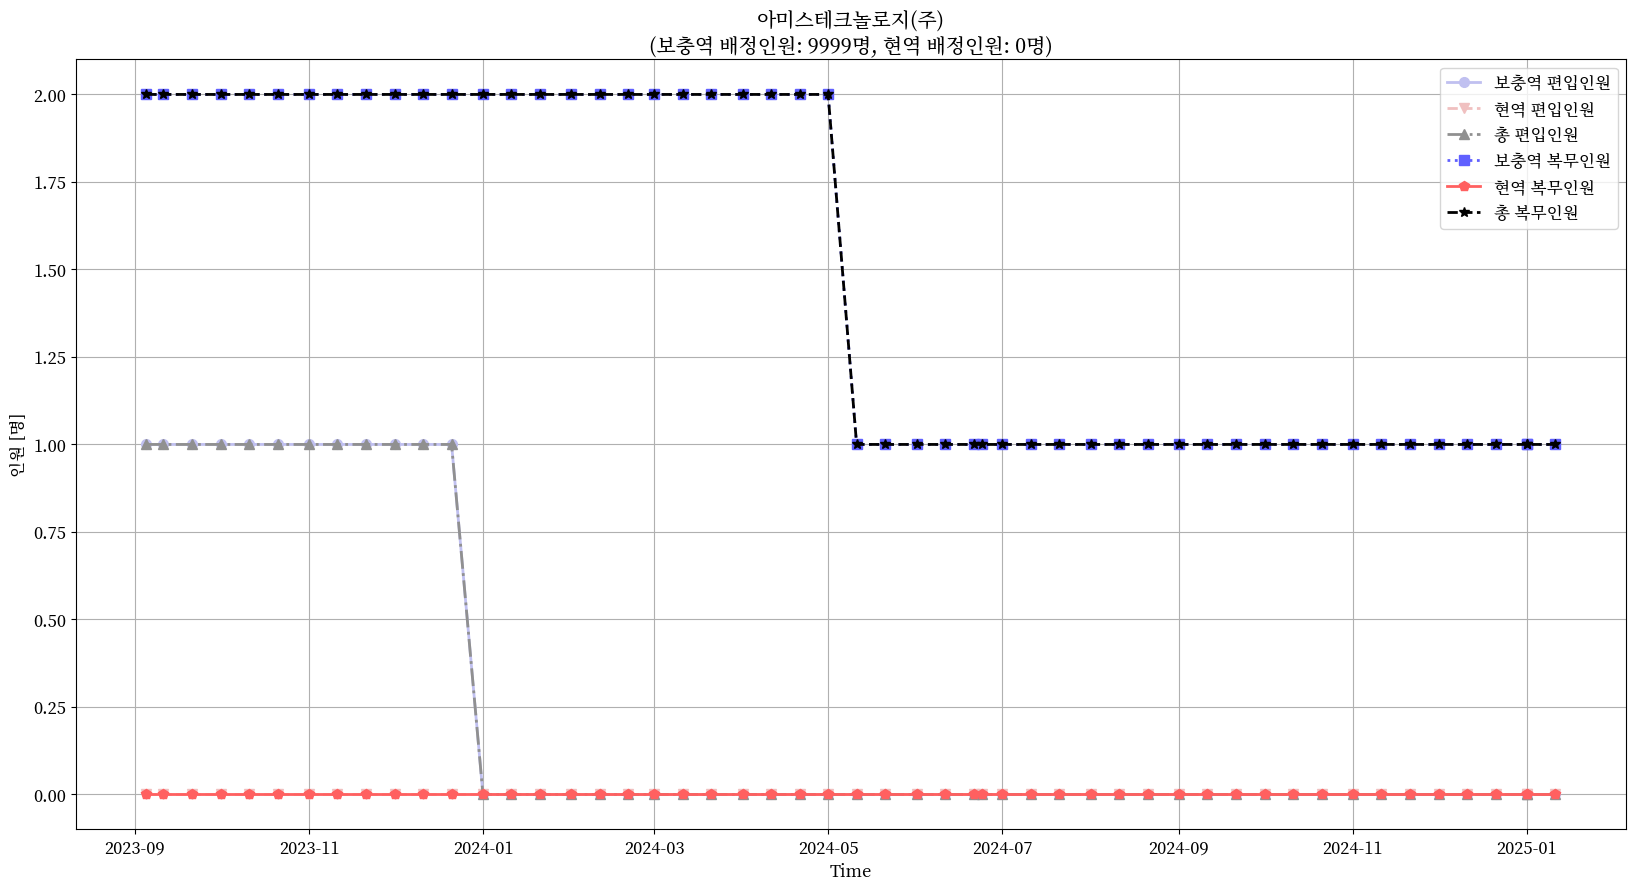 아미스테크놀로지(주)
(보충역 배정인원: 9999명, 현역 배정인원: 0명)
보충역 편입인원
현역 편입인원
총 편입인원
보충역 복무인원
현역 복무인원
총 복무인원
인원 [명]
2.00
1.75
1.50
1.25
1.00
0.75
0.50
0.25
0.00
2023-09
2023-11
2024-01
2024-03
2024-05
2024-07
2024-09
2024-11
2025-01
Time